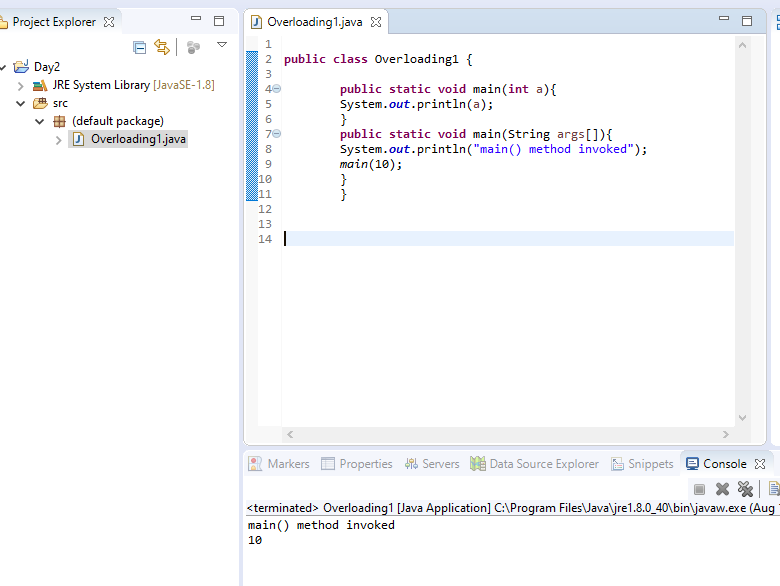 Project Explorer
Day2
JRE System Library [JavaSE-1.8]
src
(default package)
Overloading1.java
Overloading1.java
1
2 public class Overloading1 {
3
4 public static void main(int a){
5 System.out.println(a);
6 }
7 public static void main(String args[]){
8 System.out.println("main() method invoked");
9 main(10);
10 }
11 }
12
13
14
Markers Properties Servers Data Source Explorer Snippets Console
<terminated> Overloading1 [Java Application] C:\Program Files\Java\jre1.8.0_40\bin\javaw.exe (Aug
main() method invoked
10